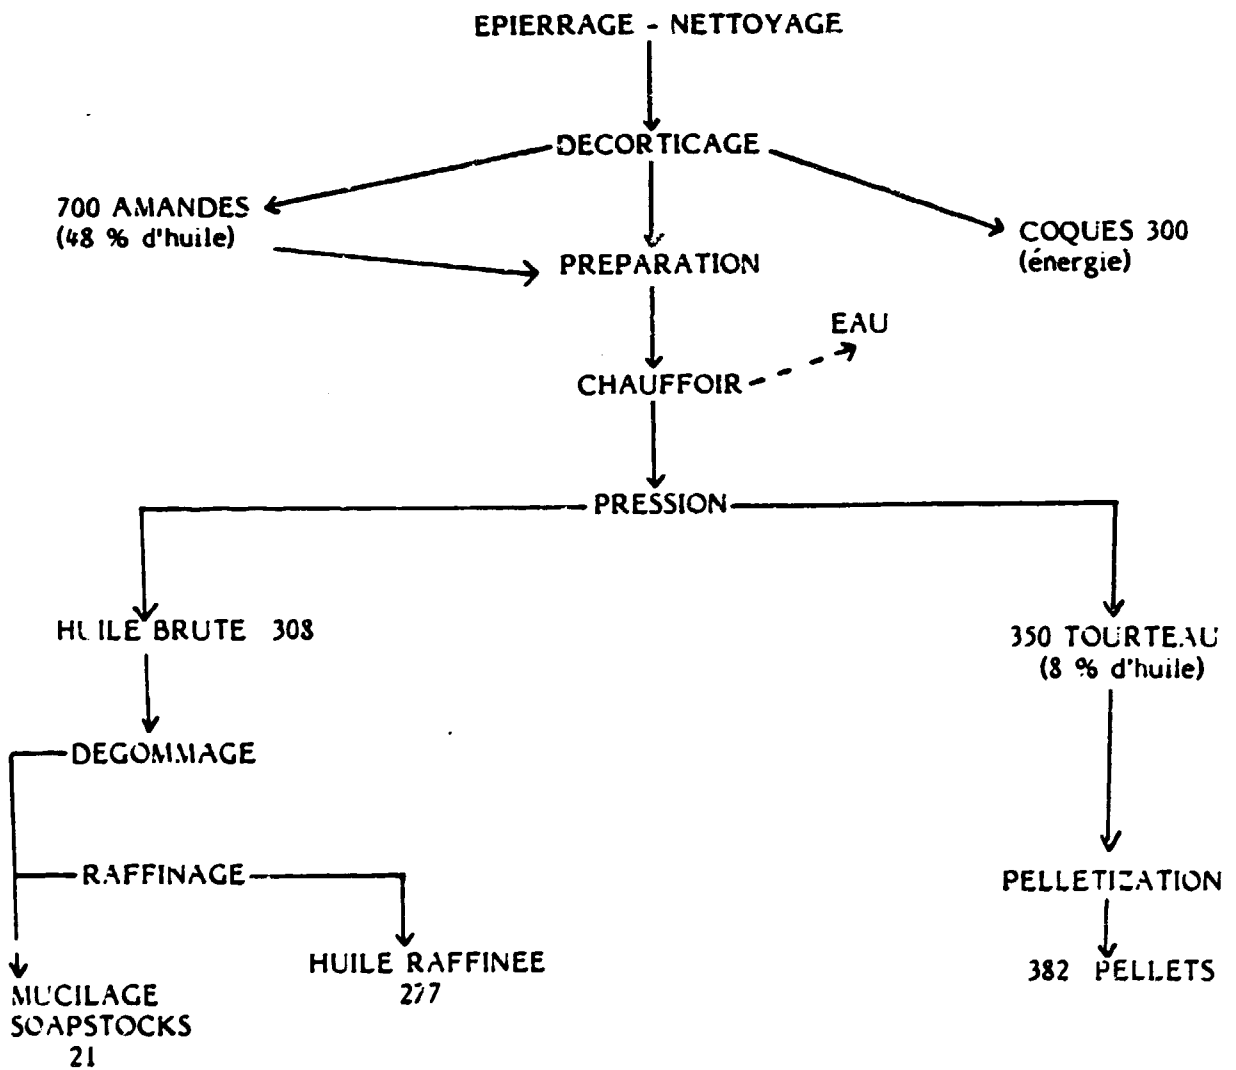 EPIERRAGE - NETTOYAGE
DECORTICAGE
700 AMANDES
(48 % d'huile)
COQUES 300
(énergie)
PREPARATION
EAU
CHAUFFOIR
PRESSION
HUILE BRUTE 308
350 TOURTEAU
(8 % d'huile)
DEGOMMAGE
RAFFINAGE
PELLETIZATION
HUILE RAFFINEE
277
382 PELLETS
MUCILAGE
SOAPSTOCKS
21